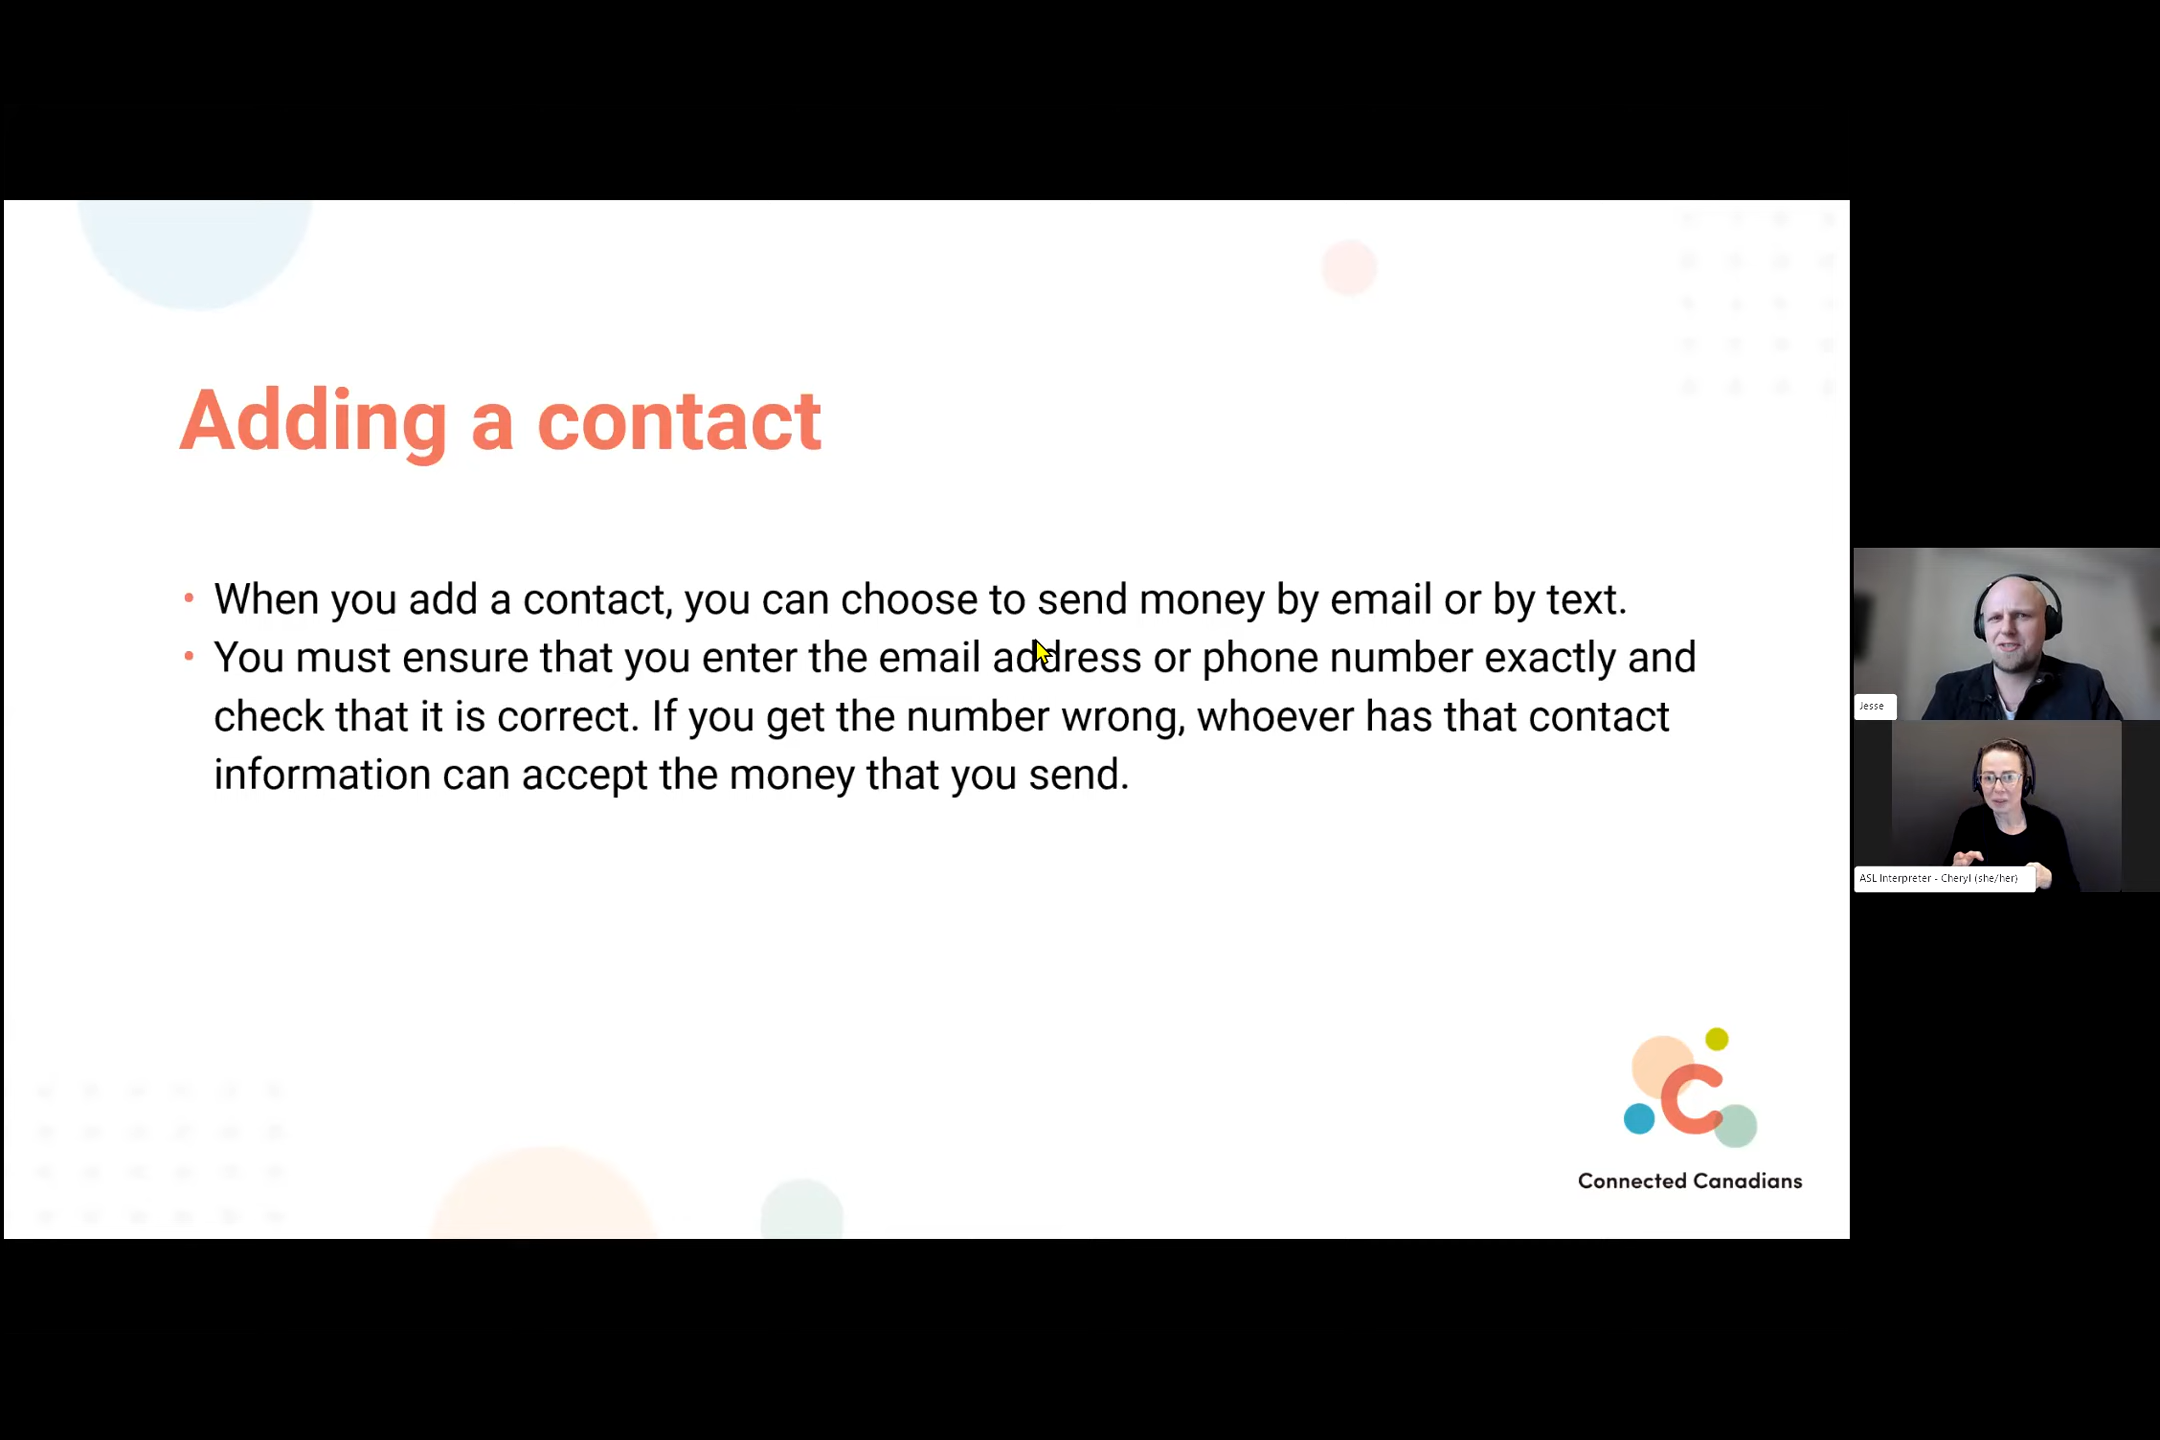 Adding a contact
• When you add a contact, you can choose to send money by email or by text.
• You must ensure that you enter the email address or phone number exactly and
check that it is correct. If you get the number wrong, whoever has that contact
information can accept the money that you send.
Jesse
ASL Interpreter - Cheryl (she/her)
Connected Canadians